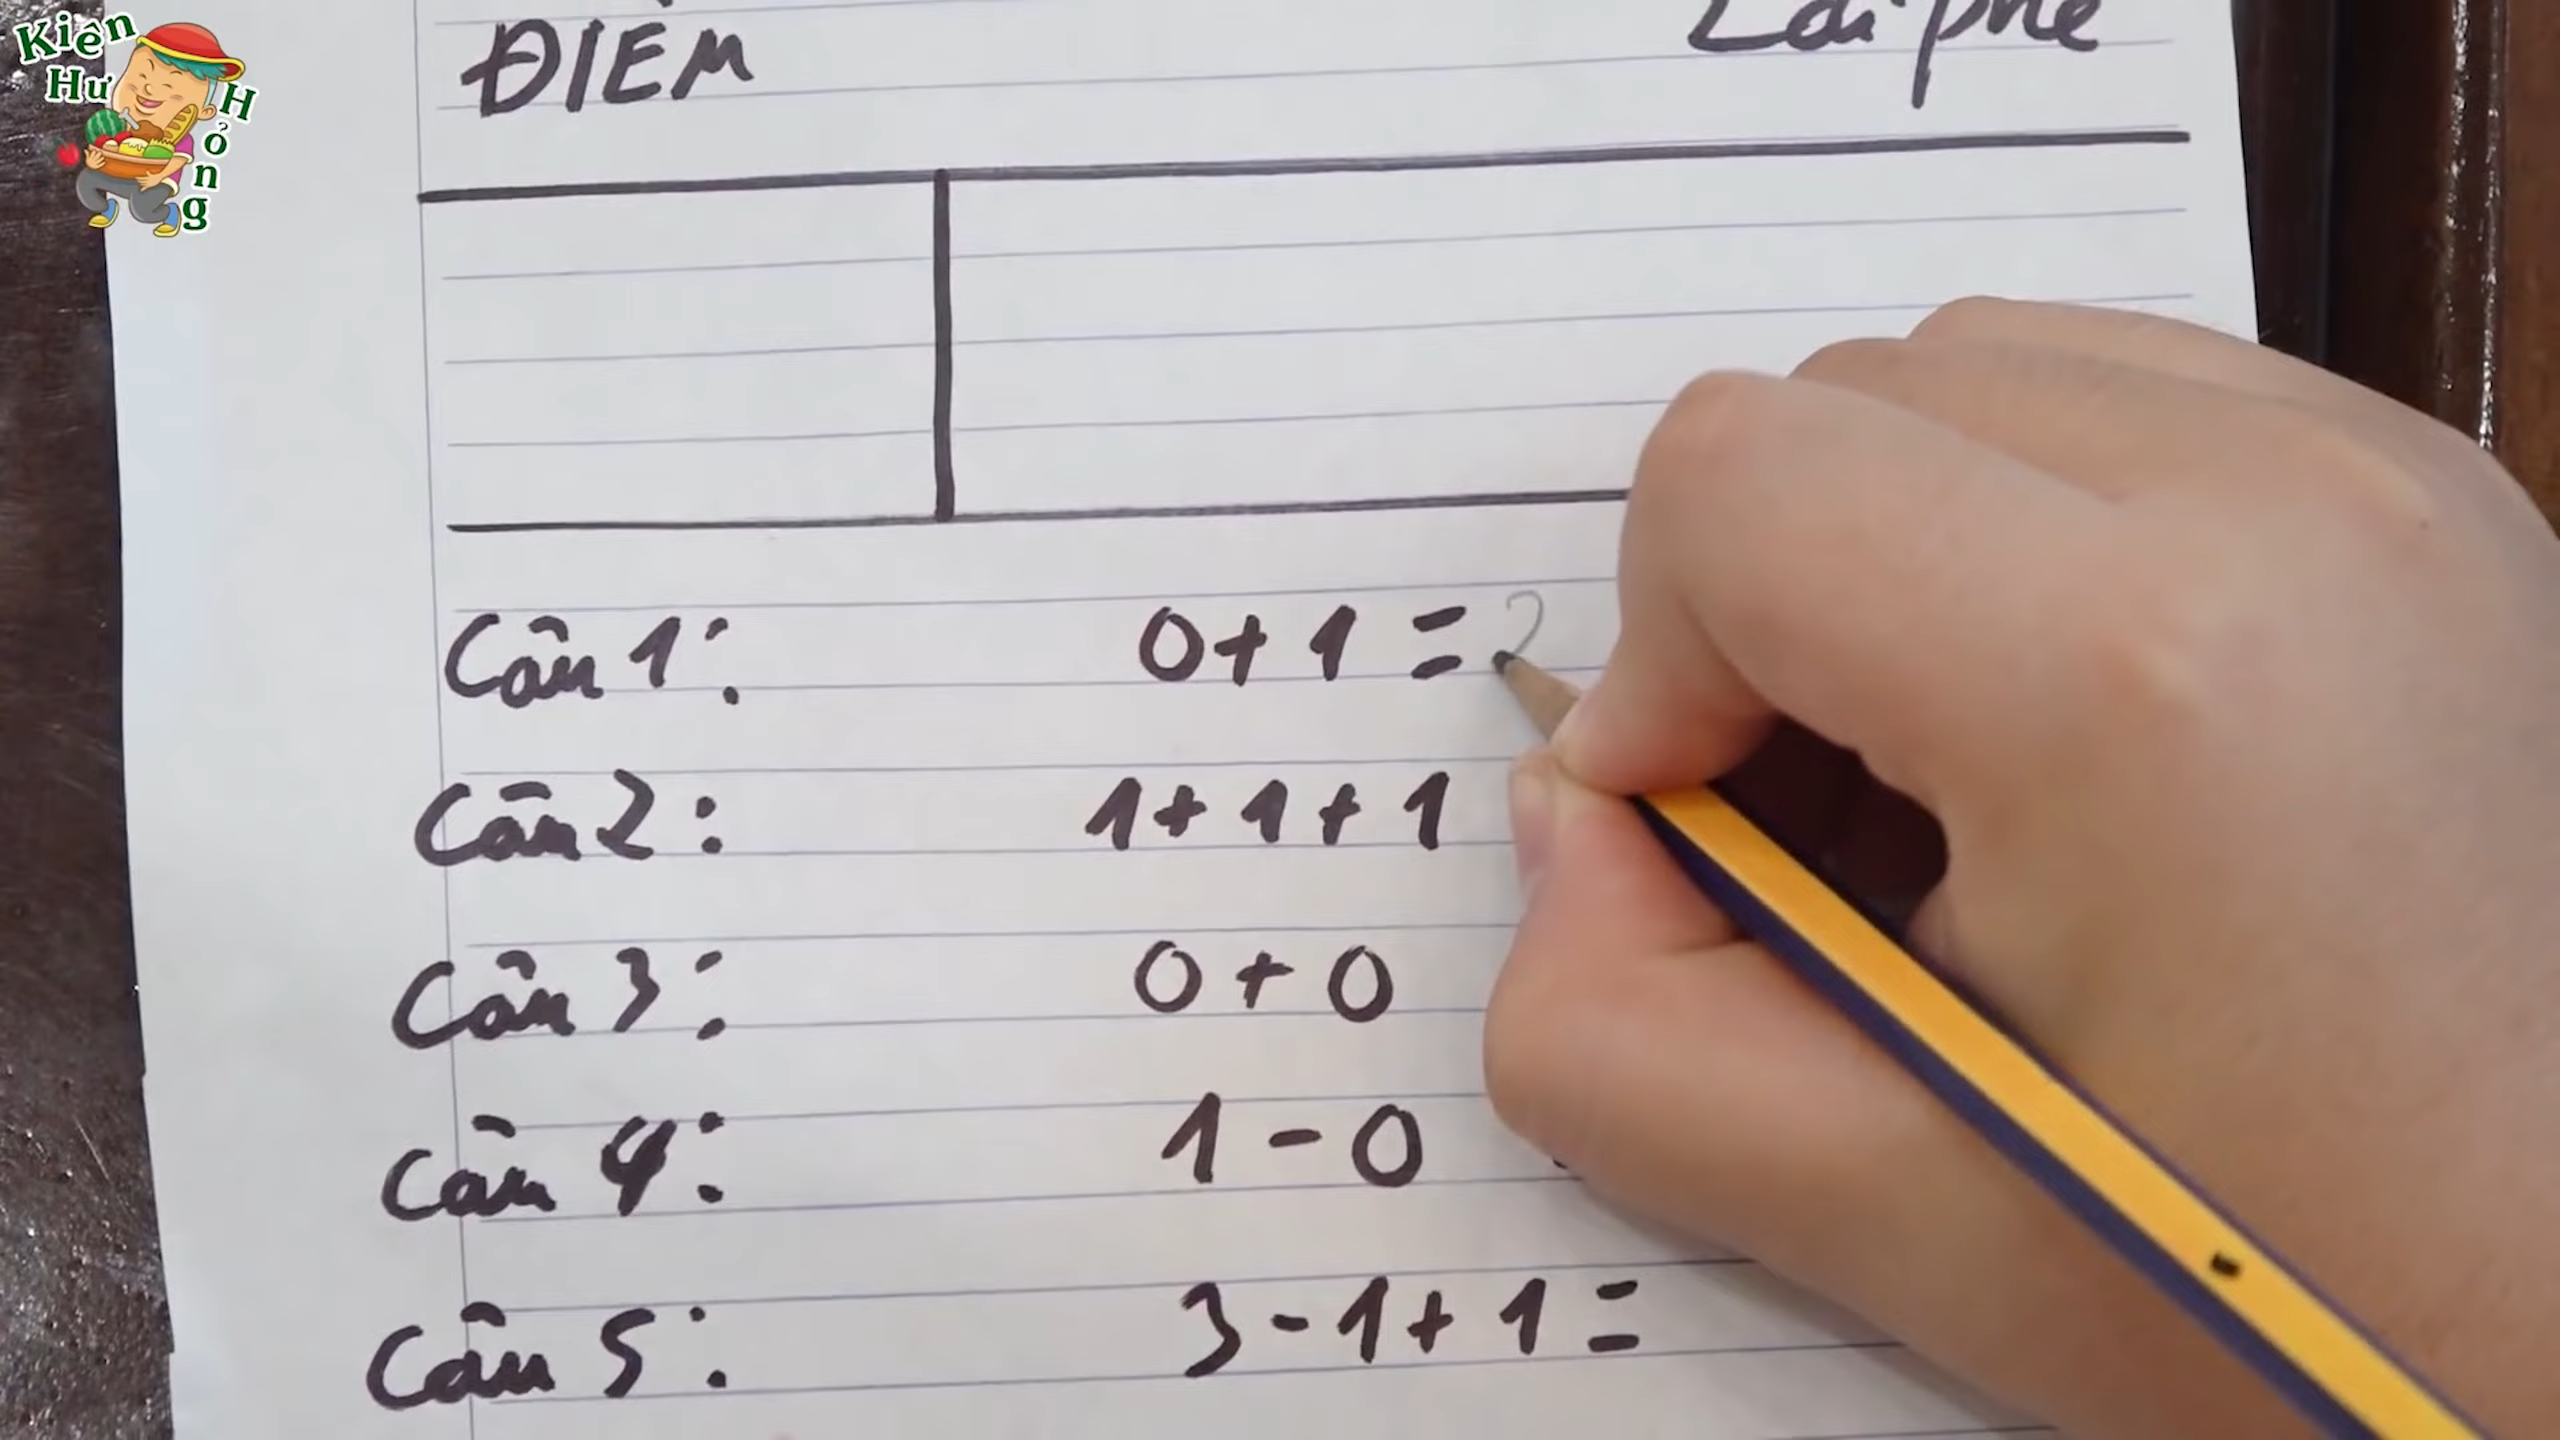 Kiên
Hư
Hỏng
ĐIỂM
Lời phê
Câu 1: 0 + 1 = 2
Câu 2: 1 + 1 + 1
Câu 3: 0 + 0
Câu 4: 1 - 0
Câu 5: 3 - 1 + 1 =